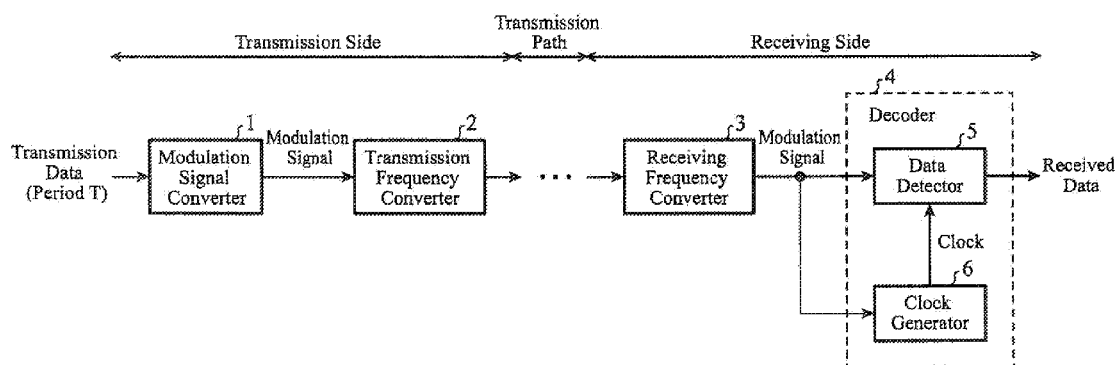 Transmission
Path
Transmission Side
Receiving Side
4
Decoder
1
Modulation
Signal
2
3
Modulation
Signal
5
Transmission
Data
(Period T)
Modulation
Signal
Converter
Transmission
Frequency
Converter
...
Receiving
Frequency
Converter
Data
Detector
Received
Data
Clock
6
Clock
Generator